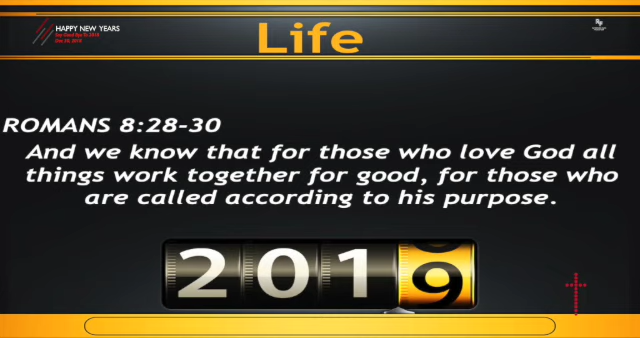 HAPPY NEW YEARS
Life
ROMANS 8:28-30
And we know that for those who love God all
things work together for good, for those who
are called according to his purpose.
2019